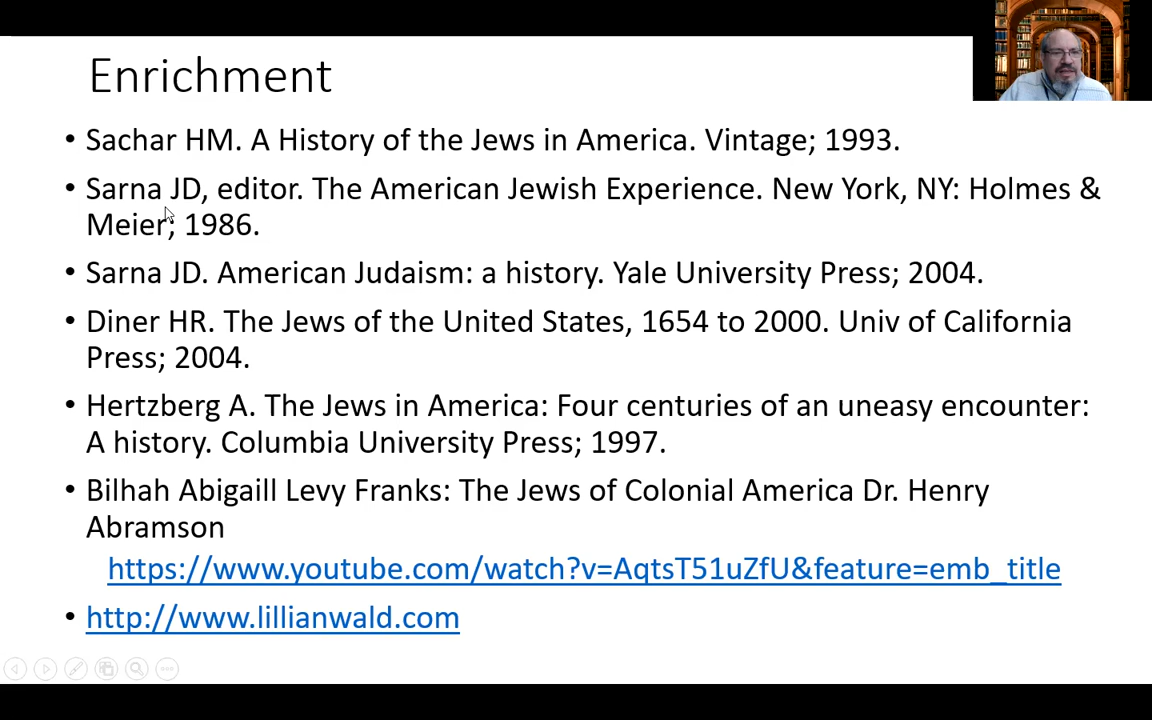 Enrichment
• Sachar HM. A History of the Jews in America. Vintage; 1993.
• Sarna JD, editor. The American Jewish Experience. New York, NY: Holmes &
Meier; 1986.
• Sarna JD. American Judaism: a history. Yale University Press; 2004.
• Diner HR. The Jews of the United States, 1654 to 2000. Univ of California
Press; 2004.
• Hertzberg A. The Jews in America: Four centuries of an uneasy encounter:
A history. Columbia University Press; 1997.
• Bilhah Abigaill Levy Franks: The Jews of Colonial America Dr. Henry
Abramson
https://www.youtube.com/watch?v=AqtsT51uZfU&feature=emb_title
• http://www.lillianwald.com